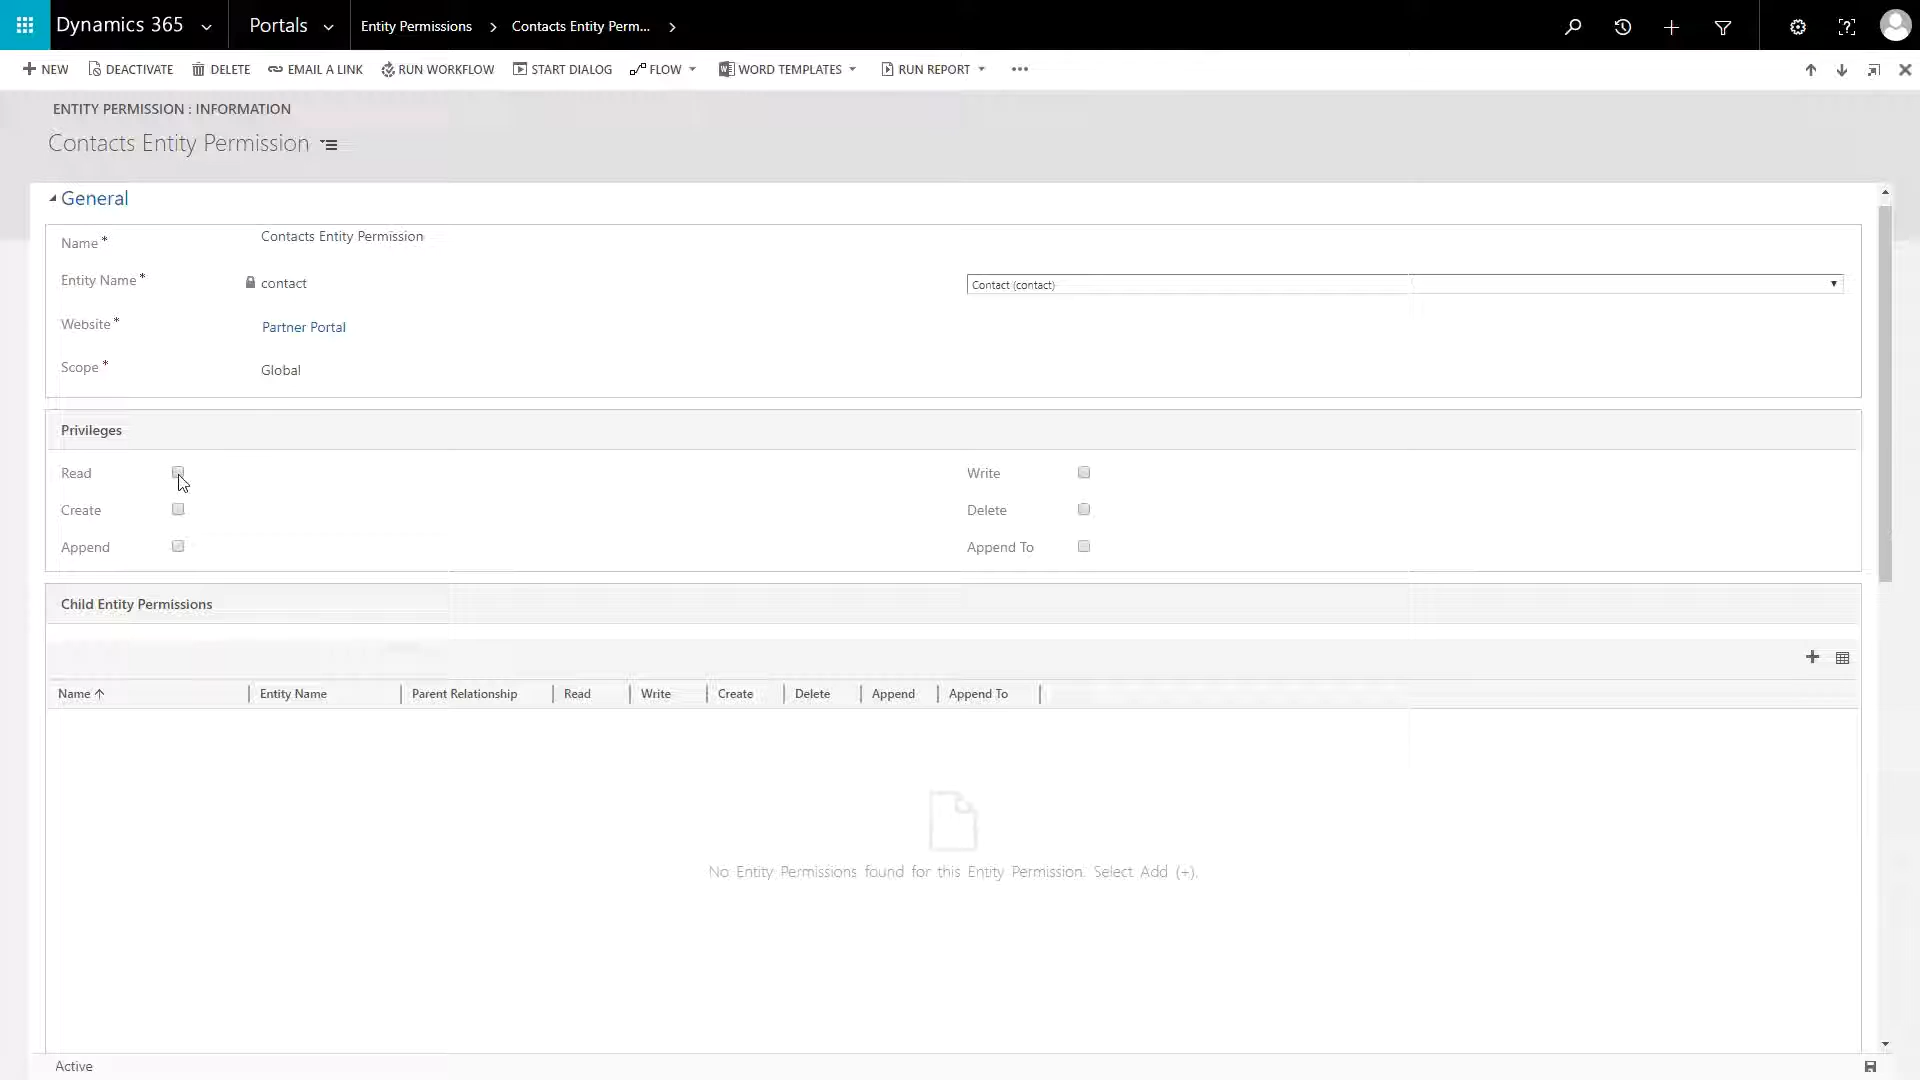 Dynamics 365 Portals Entity Permissions Contacts Entity Perm...
NEW DEACTIVATE DELETE EMAIL A LINK RUN WORKFLOW START DIALOG FLOW WORD TEMPLATES RUN REPORT ...
ENTITY PERMISSION : INFORMATION
Contacts Entity Permission
General
Name * Contacts Entity Permission
Entity Name * contact Contact (contact)
Website * Partner Portal
Scope * Global
Privileges
Read Write
Create Delete
Append Append To
Child Entity Permissions
Name ↑ Entity Name Parent Relationship Read Write Create Delete Append Append To
No Entity Permissions found for this Entity Permission. Select Add (+).
Active